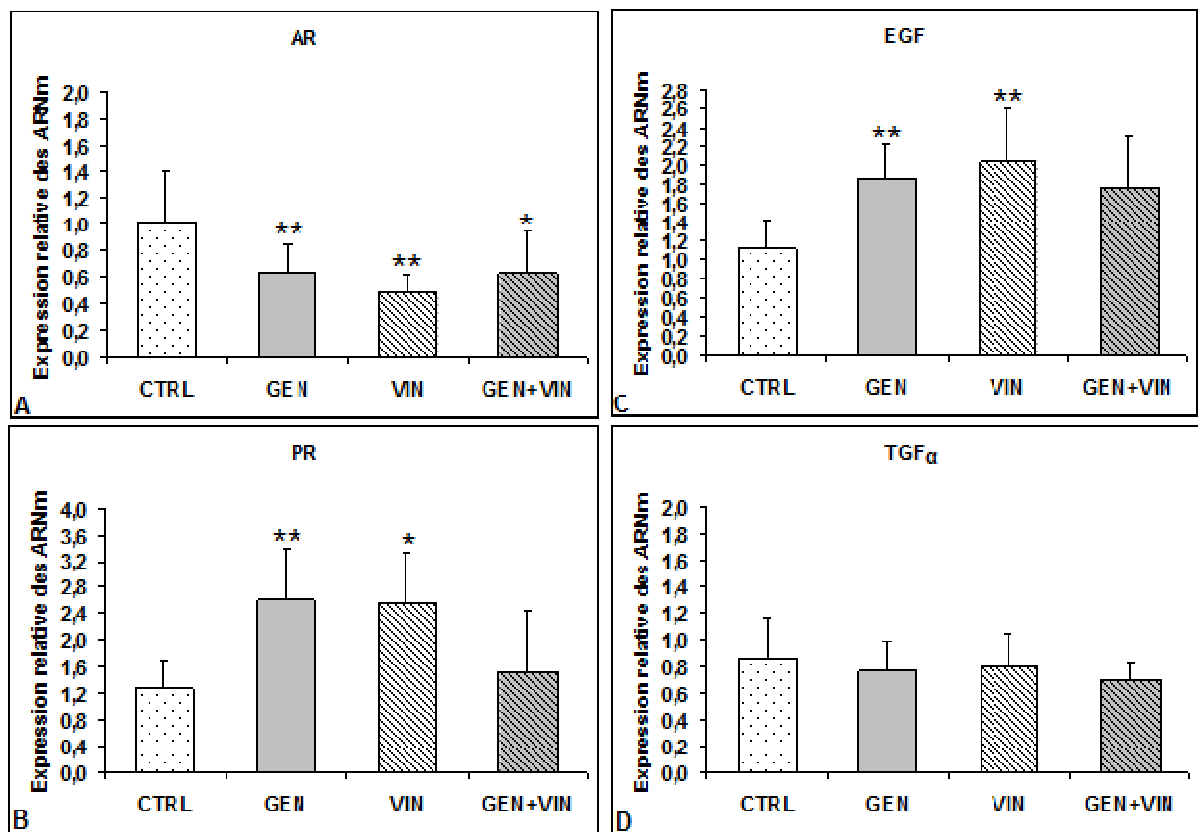 AR
Expression relative des ARNm
2,0
1,8
1,6
1,4
1,2
1,0
0,8
0,6
0,4
0,2
0,0
** ** *
CTRL GEN VIN GEN+VIN
A
EGF
Expression relative des ARNm
2,8
2,6
2,4
2,2
2,0
1,8
1,6
1,4
1,2
1,0
0,8
0,6
0,4
0,2
0,0
** **
CTRL GEN VIN GEN+VIN
C
PR
Expression relative des ARNm
4,0
3,6
3,2
2,8
2,4
2,0
1,6
1,2
0,8
0,4
0,0
** *
CTRL GEN VIN GEN+VIN
B
TGFα
Expression relative des ARNm
2,0
1,8
1,6
1,4
1,2
1,0
0,8
0,6
0,4
0,2
0,0
CTRL GEN VIN GEN+VIN
D